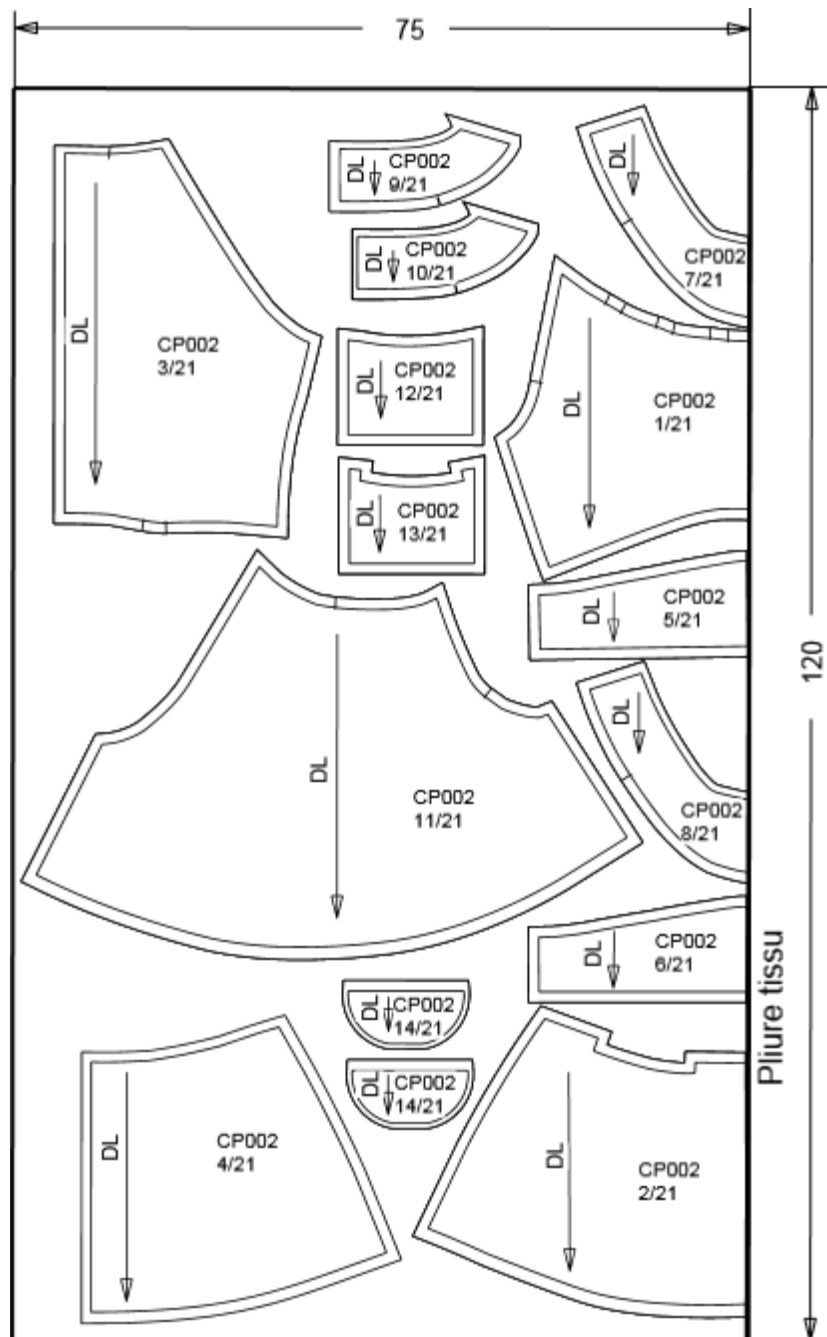 75
DL
CP002
9/21
DL
CP002
7/21
DL
CP002
10/21
DL
CP002
3/21
DL
CP002
12/21
DL
CP002
1/21
DL
CP002
13/21
DL
CP002
5/21
120
DL
CP002
8/21
DL
CP002
11/21
DL
CP002
6/21
Pliure tissu
DL
CP002
14/21
DL
CP002
14/21
DL
CP002
4/21
DL
CP002
2/21